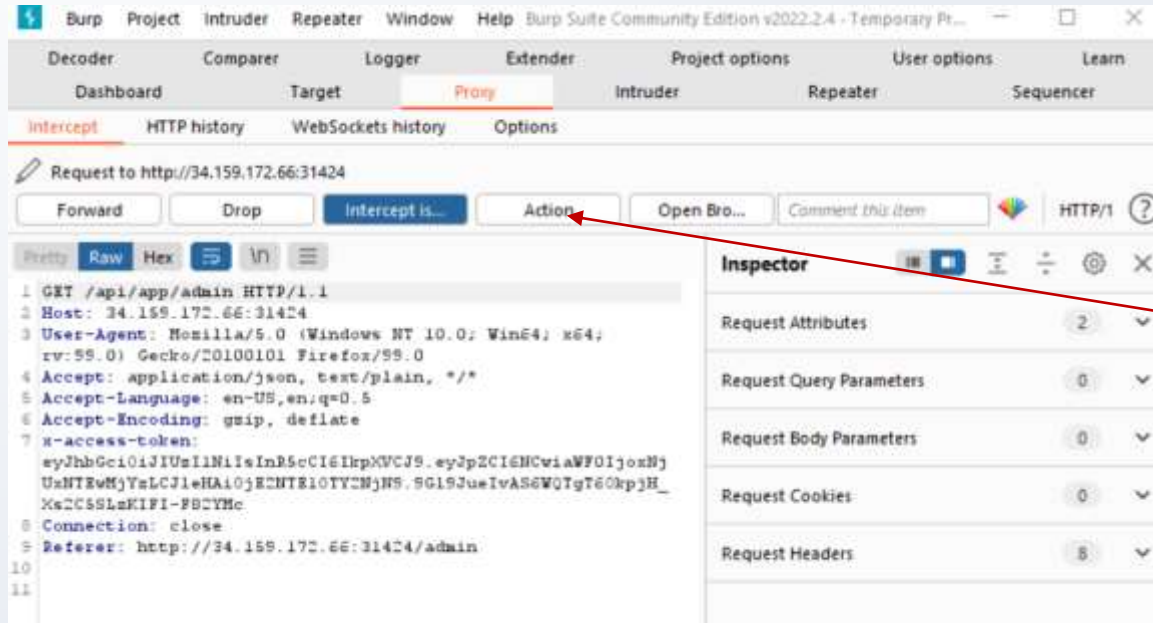 Burp Project Intruder Repeater Window Help Burp Suite Community Edition v2022.2.4 - Temporary Pr...
Decoder Comparer Logger Extender Project options User options Learn
Dashboard Target Proxy Intruder Repeater Sequencer
Intercept HTTP history WebSockets history Options
Request to http://34.159.172.66:31424
Forward Drop Intercept is... Action Open Bro... Comment this item HTTP/1 ?
Pretty Raw Hex \n
Inspector
1 GET /api/app/admin HTTP/1.1
2 Host: 34.159.172.66:31424
3 User-Agent: Mozilla/5.0 (Windows NT 10.0; Win64; x64;
rv:99.0) Gecko/20100101 Firefox/99.0
4 Accept: application/json, text/plain, */*
5 Accept-Language: en-US,en;q=0.5
6 Accept-Encoding: gzip, deflate
7 x-access-token:
8 Connection: close
9 Referer: http://34.159.172.66:31424/admin
10
11
Request Attributes 2
Request Query Parameters 0
Request Body Parameters 0
Request Cookies 0
Request Headers 8